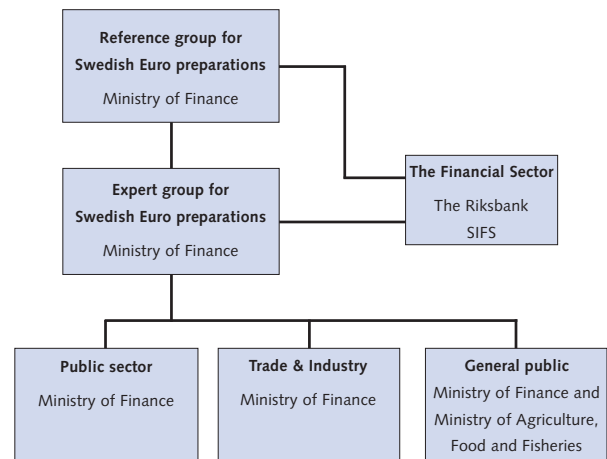 Reference group for
Swedish Euro preparations
Ministry of Finance
Expert group for
Swedish Euro preparations
Ministry of Finance
The Financial Sector
The Riksbank
SIFS
Public sector
Ministry of Finance
Trade & Industry
Ministry of Finance
General public
Ministry of Finance and
Ministry of Agriculture,
Food and Fisheries